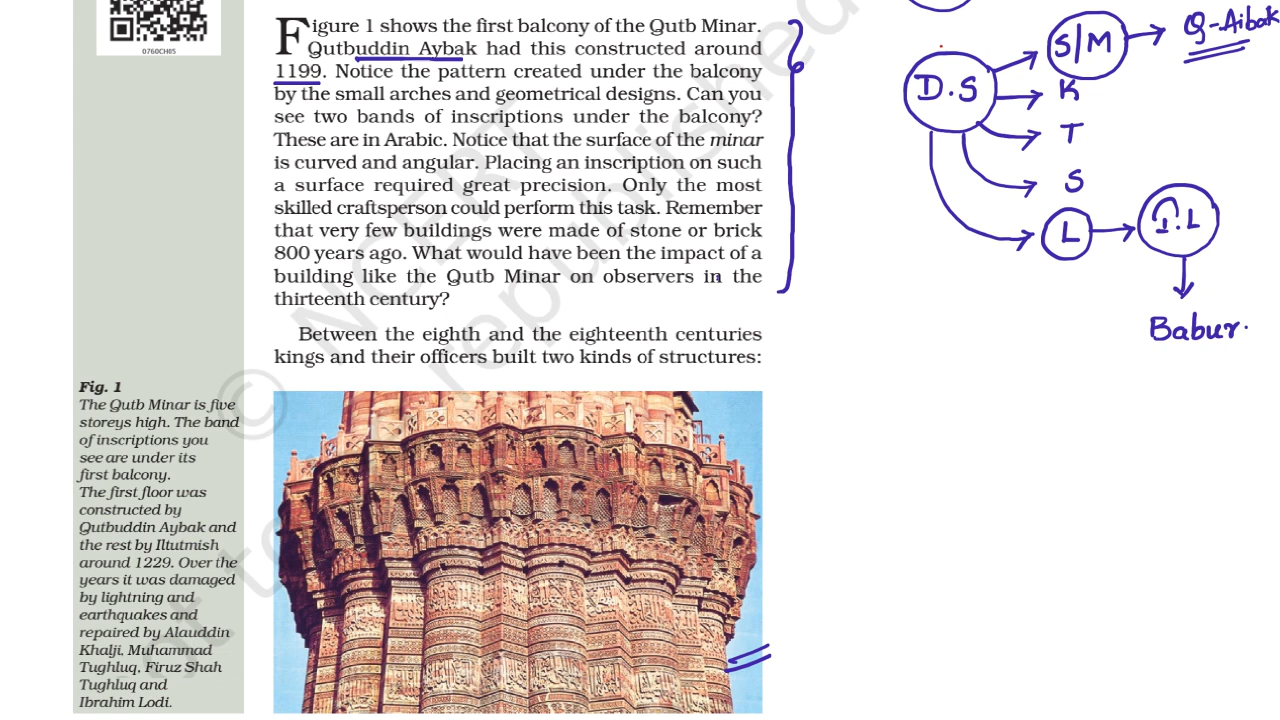 0760CH05
Figure 1 shows the first balcony of the Qutb Minar.
Qutbuddin Aybak had this constructed around
1199. Notice the pattern created under the balcony
by the small arches and geometrical designs. Can you
see two bands of inscriptions under the balcony?
These are in Arabic. Notice that the surface of the minar
is curved and angular. Placing an inscription on such
a surface required great precision. Only the most
skilled craftsperson could perform this task. Remember
that very few buildings were made of stone or brick
800 years ago. What would have been the impact of a
building like the Qutb Minar on observers in the
thirteenth century?
Between the eighth and the eighteenth centuries
kings and their officers built two kinds of structures:
Fig. 1
The Qutb Minar is five
storeys high. The band
of inscriptions you
see are under its
first balcony.
The first floor was
constructed by
Qutbuddin Aybak and
the rest by Iltutmish
around 1229. Over the
years it was damaged
by lightning and
earthquakes and
repaired by Alauddin
Khalji, Muhammad
Tughluq, Firuz Shah
Tughluq and
Ibrahim Lodi.
D.S
S/M
Q-Aibak
K
T
S
L
I.L
Babur.
© NCERT
republished